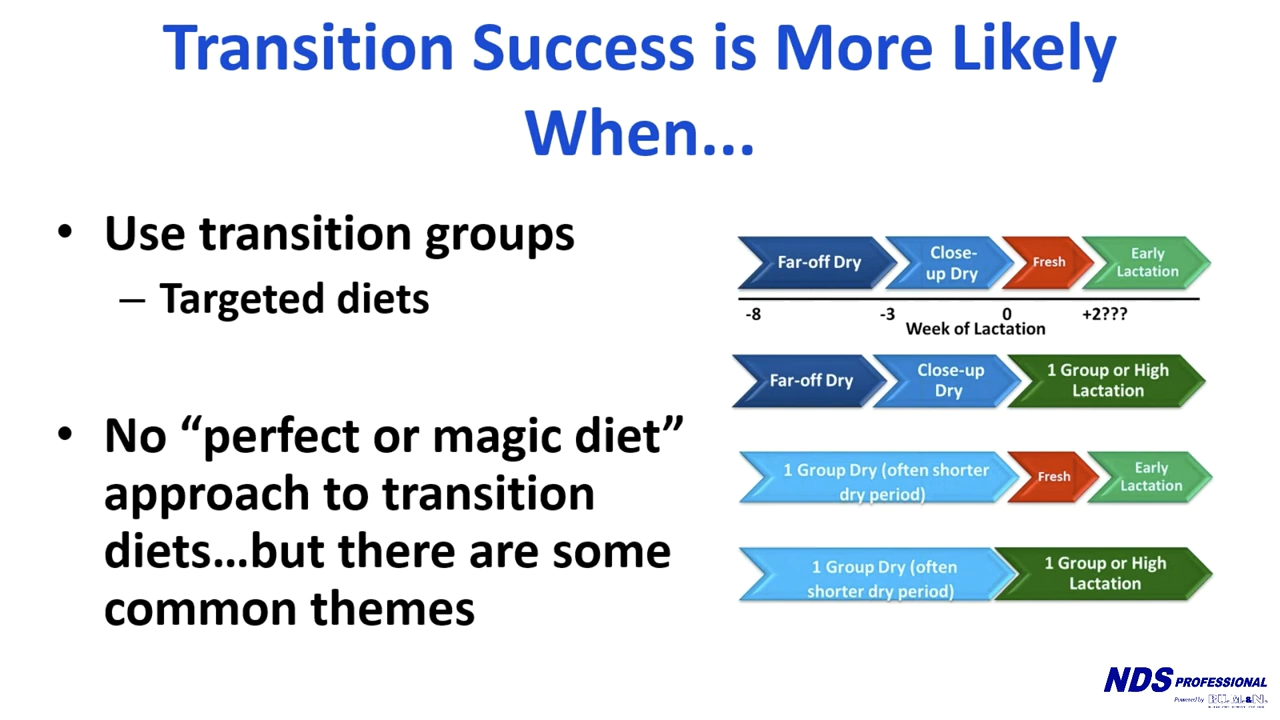 Transition Success is More Likely
When...
• Use transition groups
– Targeted diets
• No “perfect or magic diet”
approach to transition
diets...but there are some
common themes
Far-off Dry
Close-
up Dry
Fresh
Early
Lactation
-8
-3
0
+2???
Week of Lactation
Far-off Dry
Close-up
Dry
1 Group or High
Lactation
1 Group Dry (often shorter
dry period)
Fresh
Early
Lactation
1 Group Dry (often
shorter dry period)
1 Group or High
Lactation
NDS PROFESSIONAL
Powered by